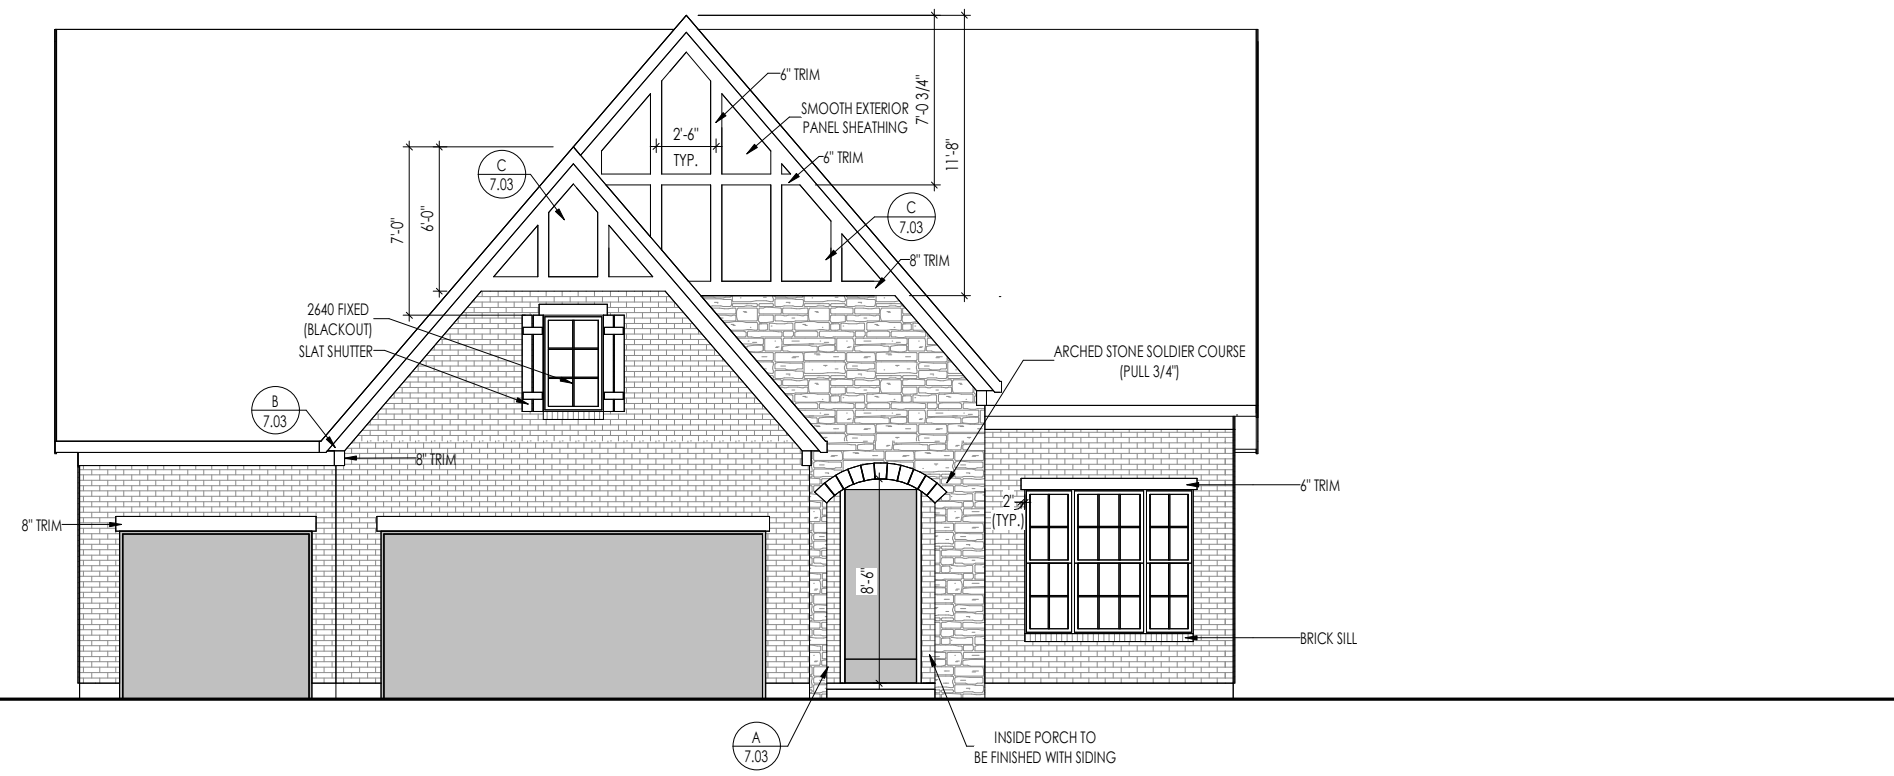 6" TRIM
SMOOTH EXTERIOR
PANEL SHEATHING
7'-0 3/4"
11'-8"
2'-6"
TYP.
6" TRIM
C
7.03
C
7.03
7'-0"
6'-0"
8" TRIM
2640 FIXED
(BLACKOUT)
SLAT SHUTTER
ARCHED STONE SOLDIER COURSE
(PULL 3/4")
B
7.03
8" TRIM
6" TRIM
2"
(TYP.)
8" TRIM
8'-6"
BRICK SILL
A
7.03
INSIDE PORCH TO
BE FINISHED WITH SIDING